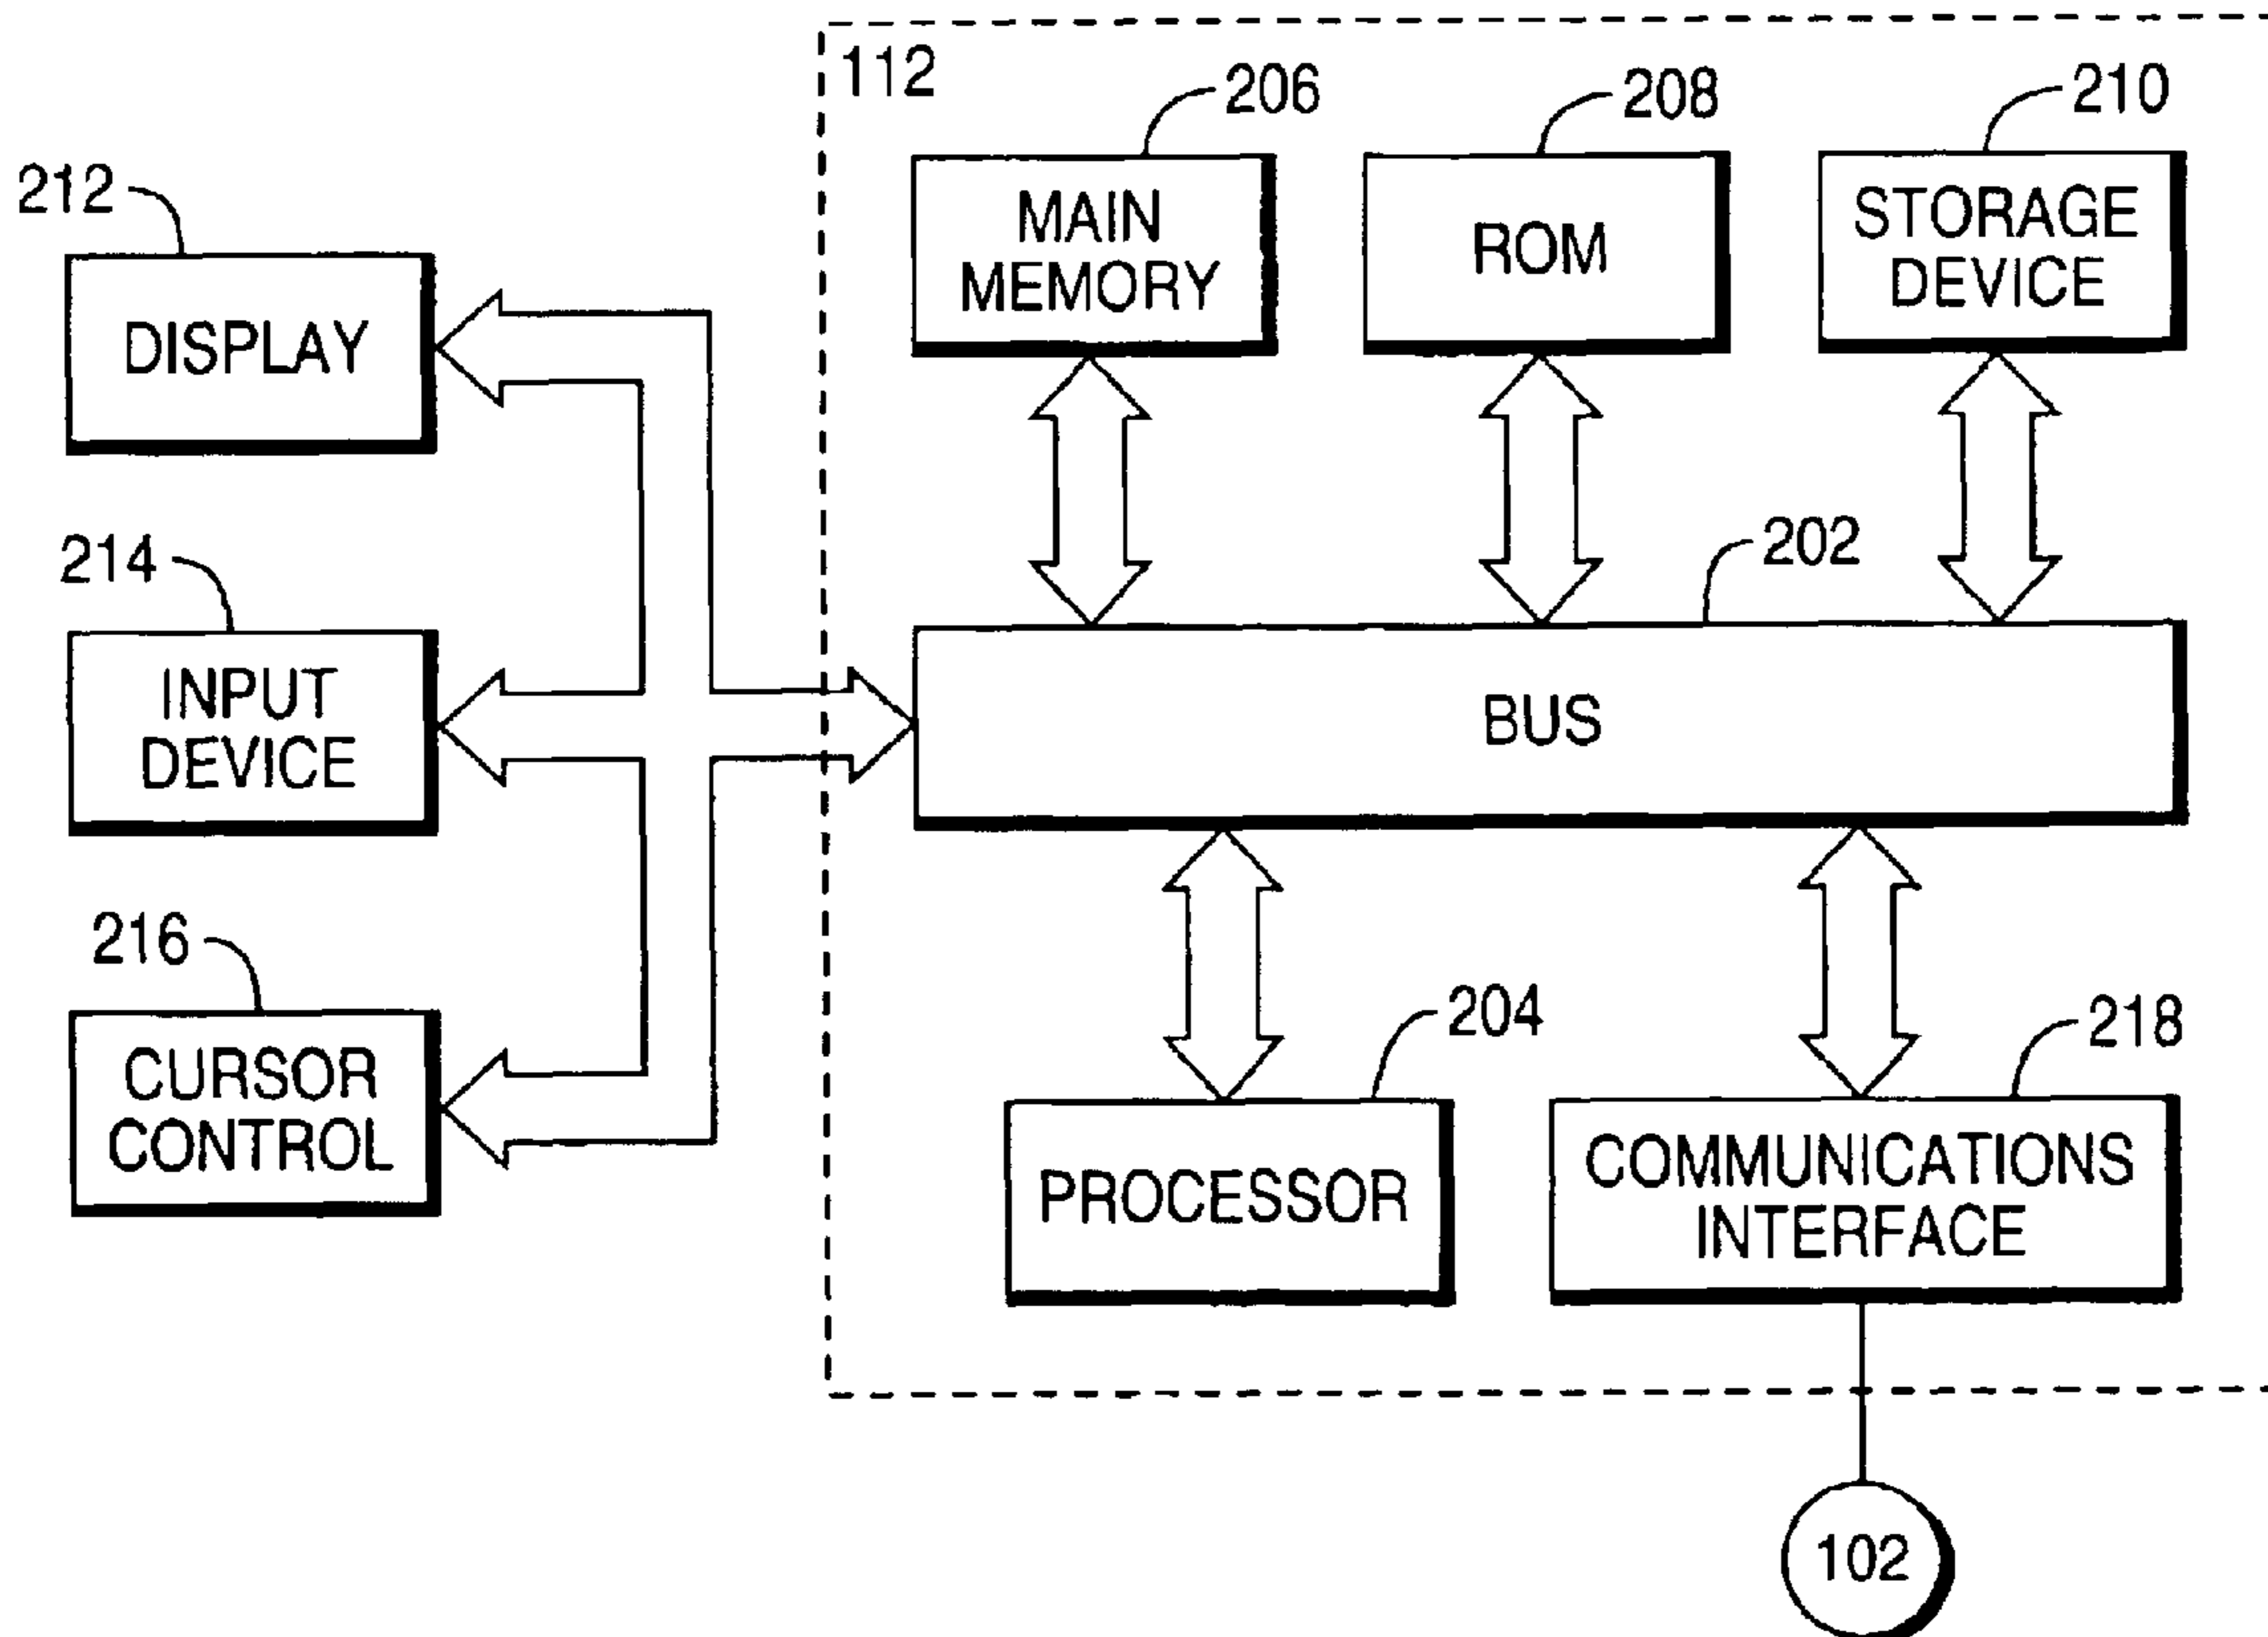 112
206
208
210
212
MAIN
MEMORY
ROM
STORAGE
DEVICE
DISPLAY
214
202
INPUT
DEVICE
BUS
216
204
218
CURSOR
CONTROL
PROCESSOR
COMMUNICATIONS
INTERFACE
102